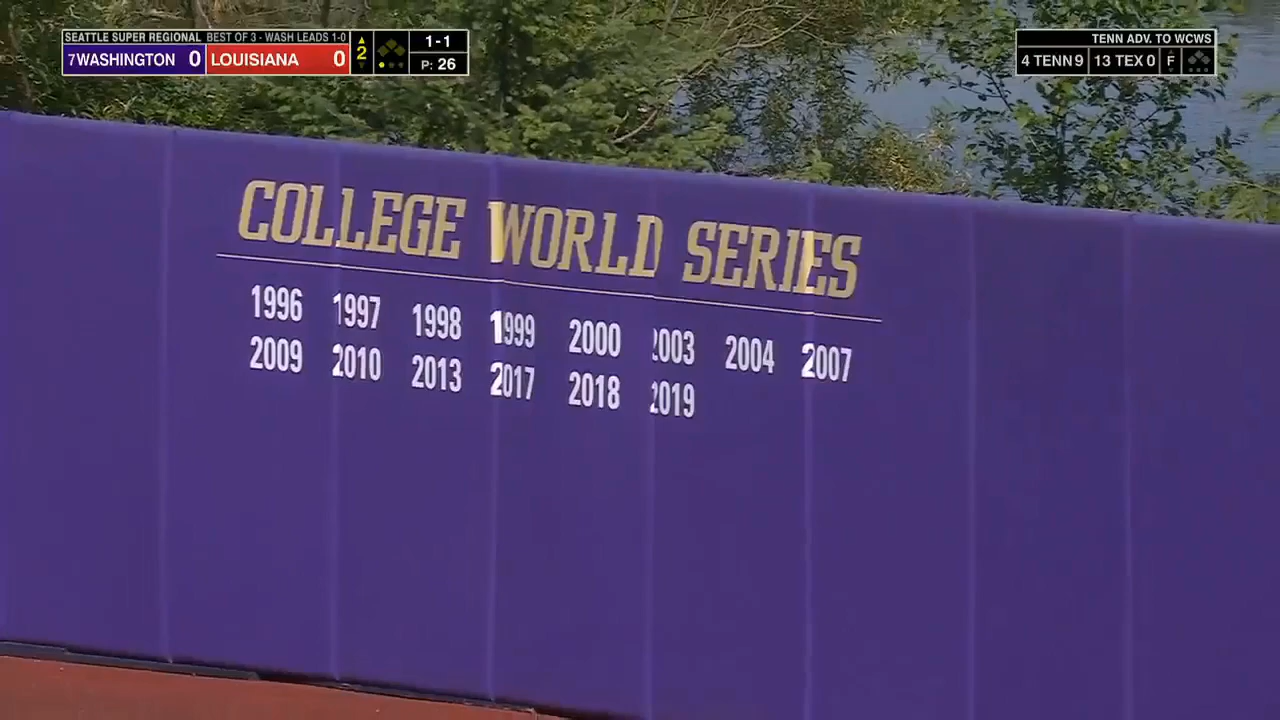 SEATTLE SUPER REGIONAL BEST OF 3 - WASH LEADS 1-0
7 WASHINGTON 0 LOUISIANA 0 2 1-1
P: 26
TENN ADV. TO WCWS
4 TENN 9 13 TEX 0 F
COLLEGE WORLD SERIES
1996 1997 1998 1999 2000 2003 2004 2007
2009 2010 2013 2017 2018 2019